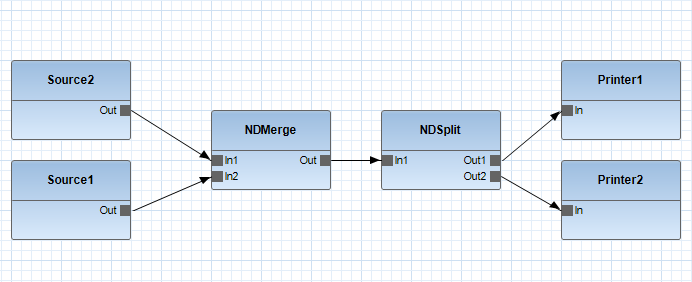 Source2
Out
Source1
Out
NDMerge
In1 Out
In2
NDSplit
In1 Out1
Out2
Printer1
In
Printer2
In